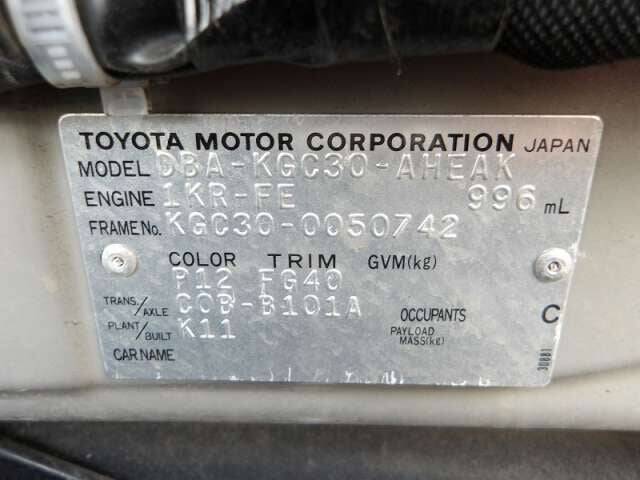 TOYOTA MOTOR CORPORATION JAPAN
MODEL DBA-KGC30-AHEAK
ENGINE 1KR-FE 996 mL
FRAME No. KGC30-0050742
COLOR TRIM GVM(kg)
P12 FG40
TRANS./AXLE C0B-B101A OCCUPANTS C
PLANT/BUILT K11 PAYLOAD MASS(kg)
CAR NAME
30881